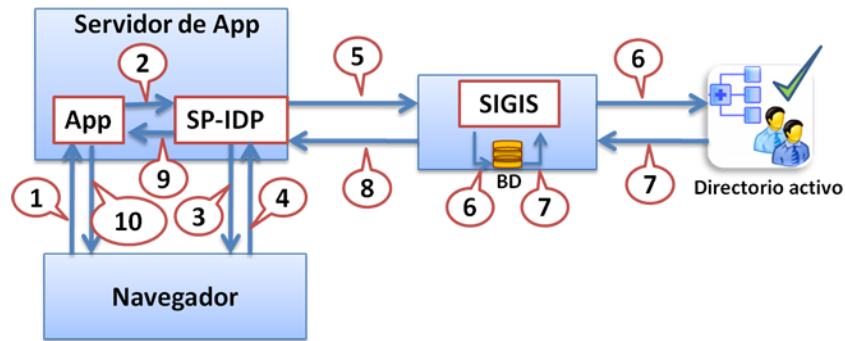 Servidor de App
2
5
6
App
SP-IDP
SIGIS
9
8
BD
6
7
7
Directorio activo
1
10
3
4
Navegador